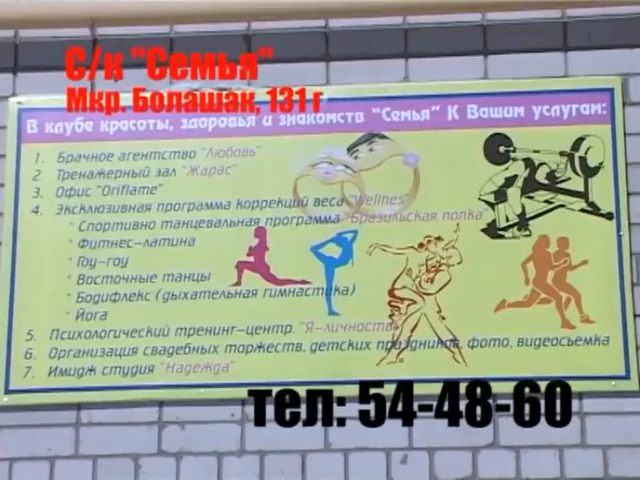 С/к "Семья"
Мкр. Болашак, 131 г
В клубе красоты, здоровья и знакомств "Семья" К Вашим услугам:
1. Брачное агентство "Любовь"
2. Тренажерный зал "Жарас"
3. Офис "Oriflame"
4. Эксклюзивная программа коррекций веса "Wellnes"
* Спортивно танцевальная программа "Бразильская попка"
* Фитнес-латина
* Гоу-гоу
* Восточные танцы
* Бодифлекс (дыхательная гимнастика)
* Йога
5. Психологический тренинг-центр. "Я-личность"
6. Организация свадебных торжеств, детских праздников, фото, видеосъемка
7. Имидж студия "Надежда"
тел: 54-48-60